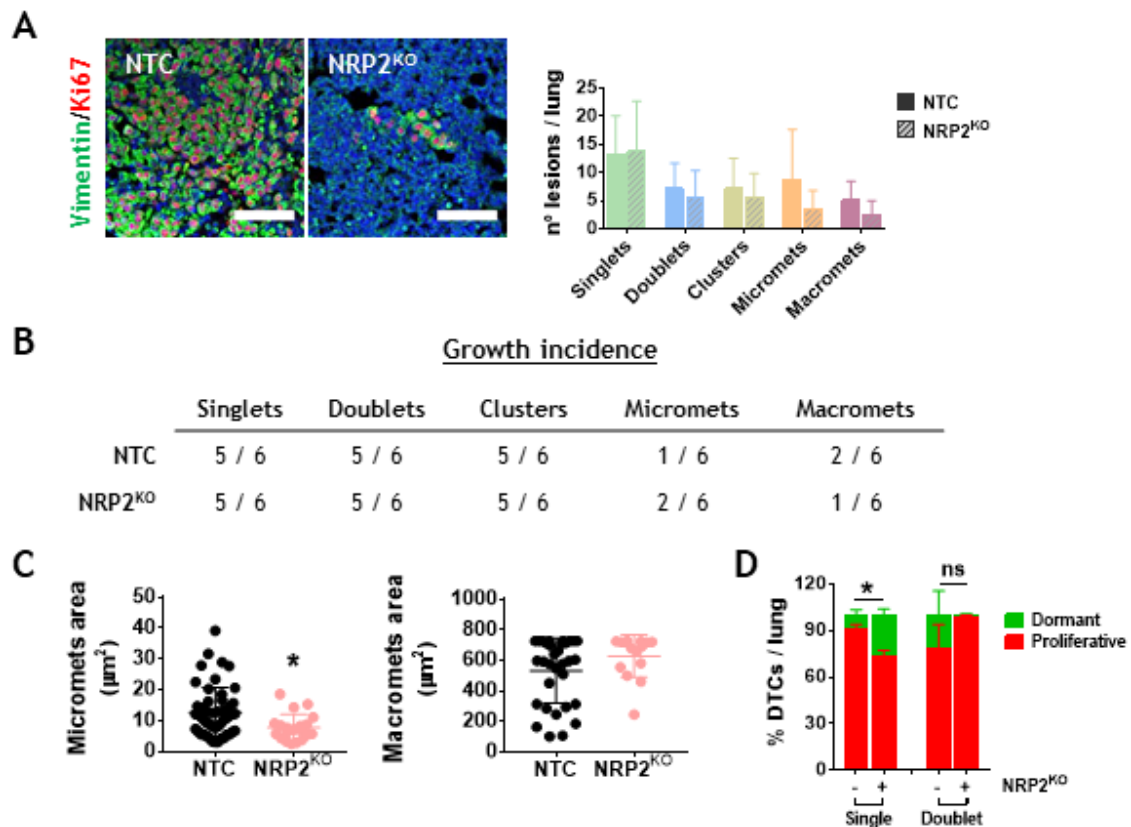 A
Vimentin/Ki67
NTC
NRP2KO
nº lesions / lung
25
20
15
10
5
0
Singlets
Doublets
Clusters
Micromets
Macromets
NTC
NRP2KO
B
Growth incidence
Singlets Doublets Clusters Micromets Macromets
NTC 5 / 6 5 / 6 5 / 6 1 / 6 2 / 6
NRP2KO 5 / 6 5 / 6 5 / 6 2 / 6 1 / 6
C
Micromets area
(µm²)
50
40
30
20
10
0
*
NTC NRP2KO
Macromets area
(µm²)
1000
800
600
400
200
0
NTC NRP2KO
D
% DTCs / lung
120
90
60
30
0
*
ns
Dormant
Proliferative
- + - + NRP2KO
Single Doublet